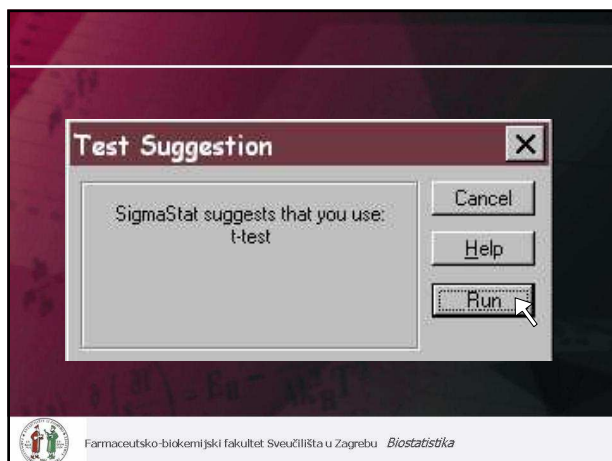 Test Suggestion
SigmaStat suggests that you use:
t-test
Cancel
Help
Run
Farmaceutsko-biokemijski fakultet Sveučilišta u Zagrebu Biostatistika